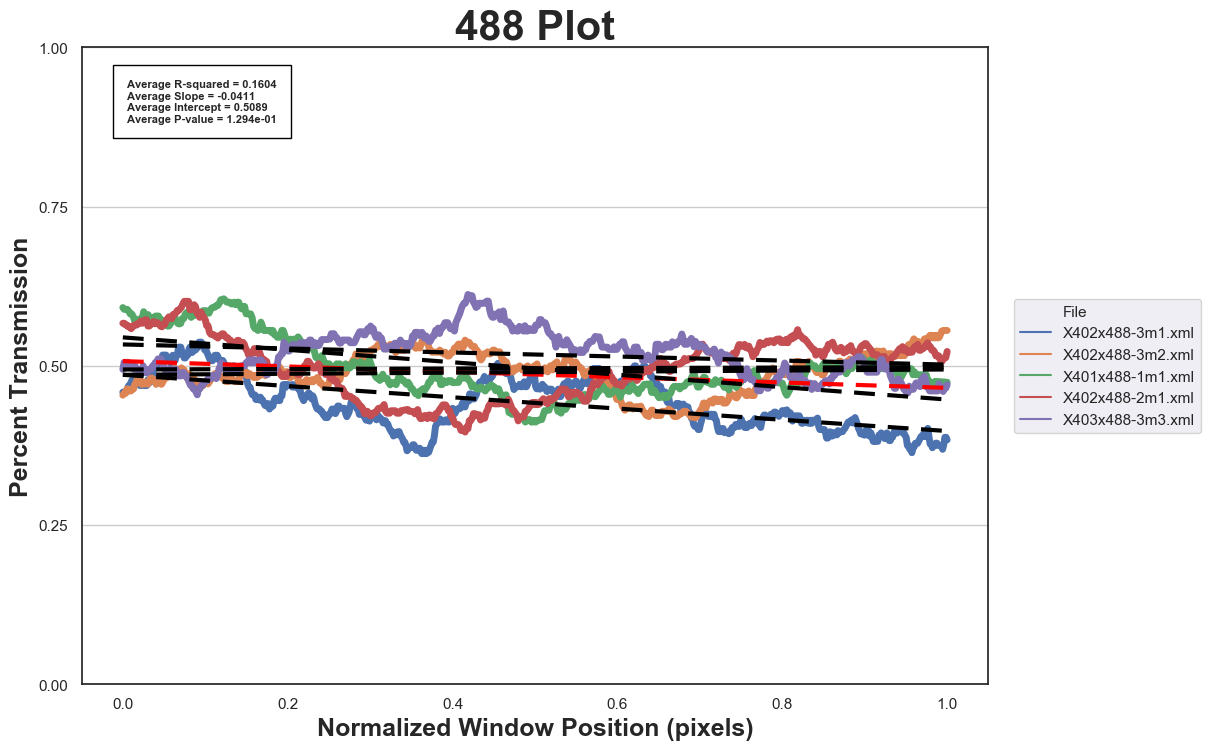 488 Plot
Average R-squared = 0.1604
Average Slope = -0.0411
Average Intercept = 0.5089
Average P-value = 1.294e-01
Percent Transmission
1.00
0.75
0.50
0.25
0.00
0.0 0.2 0.4 0.6 0.8 1.0
Normalized Window Position (pixels)
File
X402x488-3m1.xml
X402x488-3m2.xml
X401x488-1m1.xml
X402x488-2m1.xml
X403x488-3m3.xml